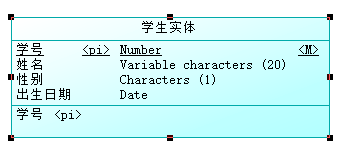 学生实体
学号 <pi> Number <M>
姓名 Variable characters (20)
性别 Characters (1)
出生日期 Date
学号 <pi>